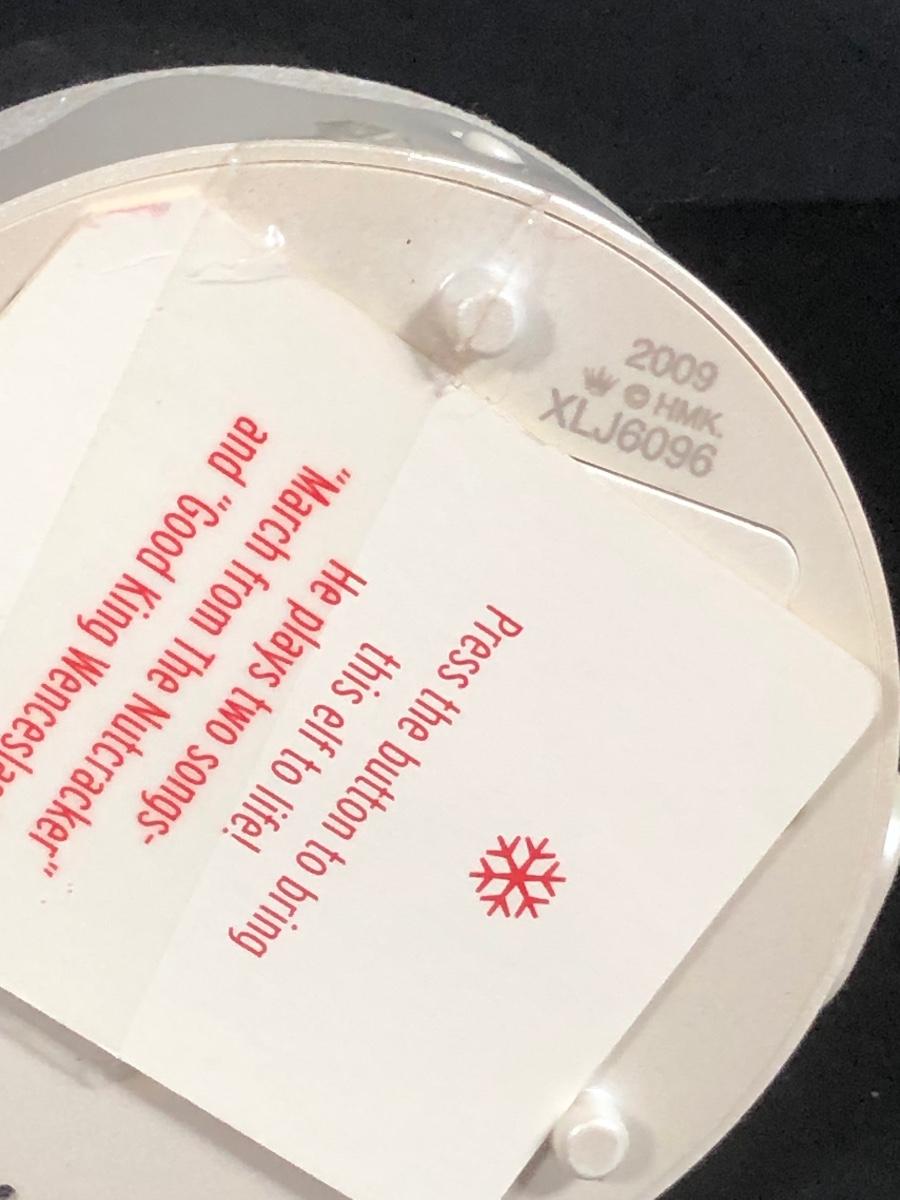 2009
© HMK.
XLJ6096
Press the button to bring
this elf to life!
He plays two songs-
"March from The Nutcracker"
and "Good King